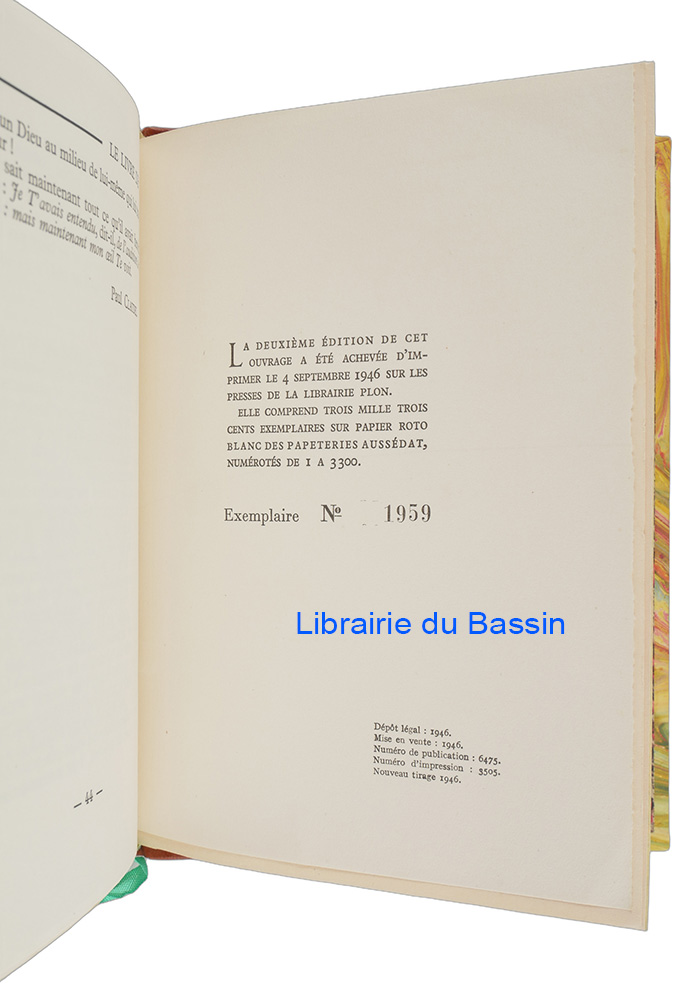 LE LIVRE
un Dieu au milieu de lui-même qui
ur !
sait maintenant tout ce qu'il
: Je T'avais entendu, dit-il, de
: mais maintenant mon œil Te voit.
Paul
— 44 —
LA DEUXIÈME ÉDITION DE CET
OUVRAGE A ÉTÉ ACHEVÉE D'IM-
PRIMER LE 4 SEPTEMBRE 1946 SUR LES
PRESSES DE LA LIBRAIRIE PLON.
ELLE COMPREND TROIS MILLE TROIS
CENTS EXEMPLAIRES SUR PAPIER ROTO
BLANC DES PAPETERIES AUSSÉDAT,
NUMÉROTÉS DE 1 A 3300.
Exemplaire Nº 1959
Librairie du Bassin
Dépôt légal : 1946.
Mise en vente : 1946.
Numéro de publication : 6475.
Numéro d'impression : 3505.
Nouveau tirage 1946.